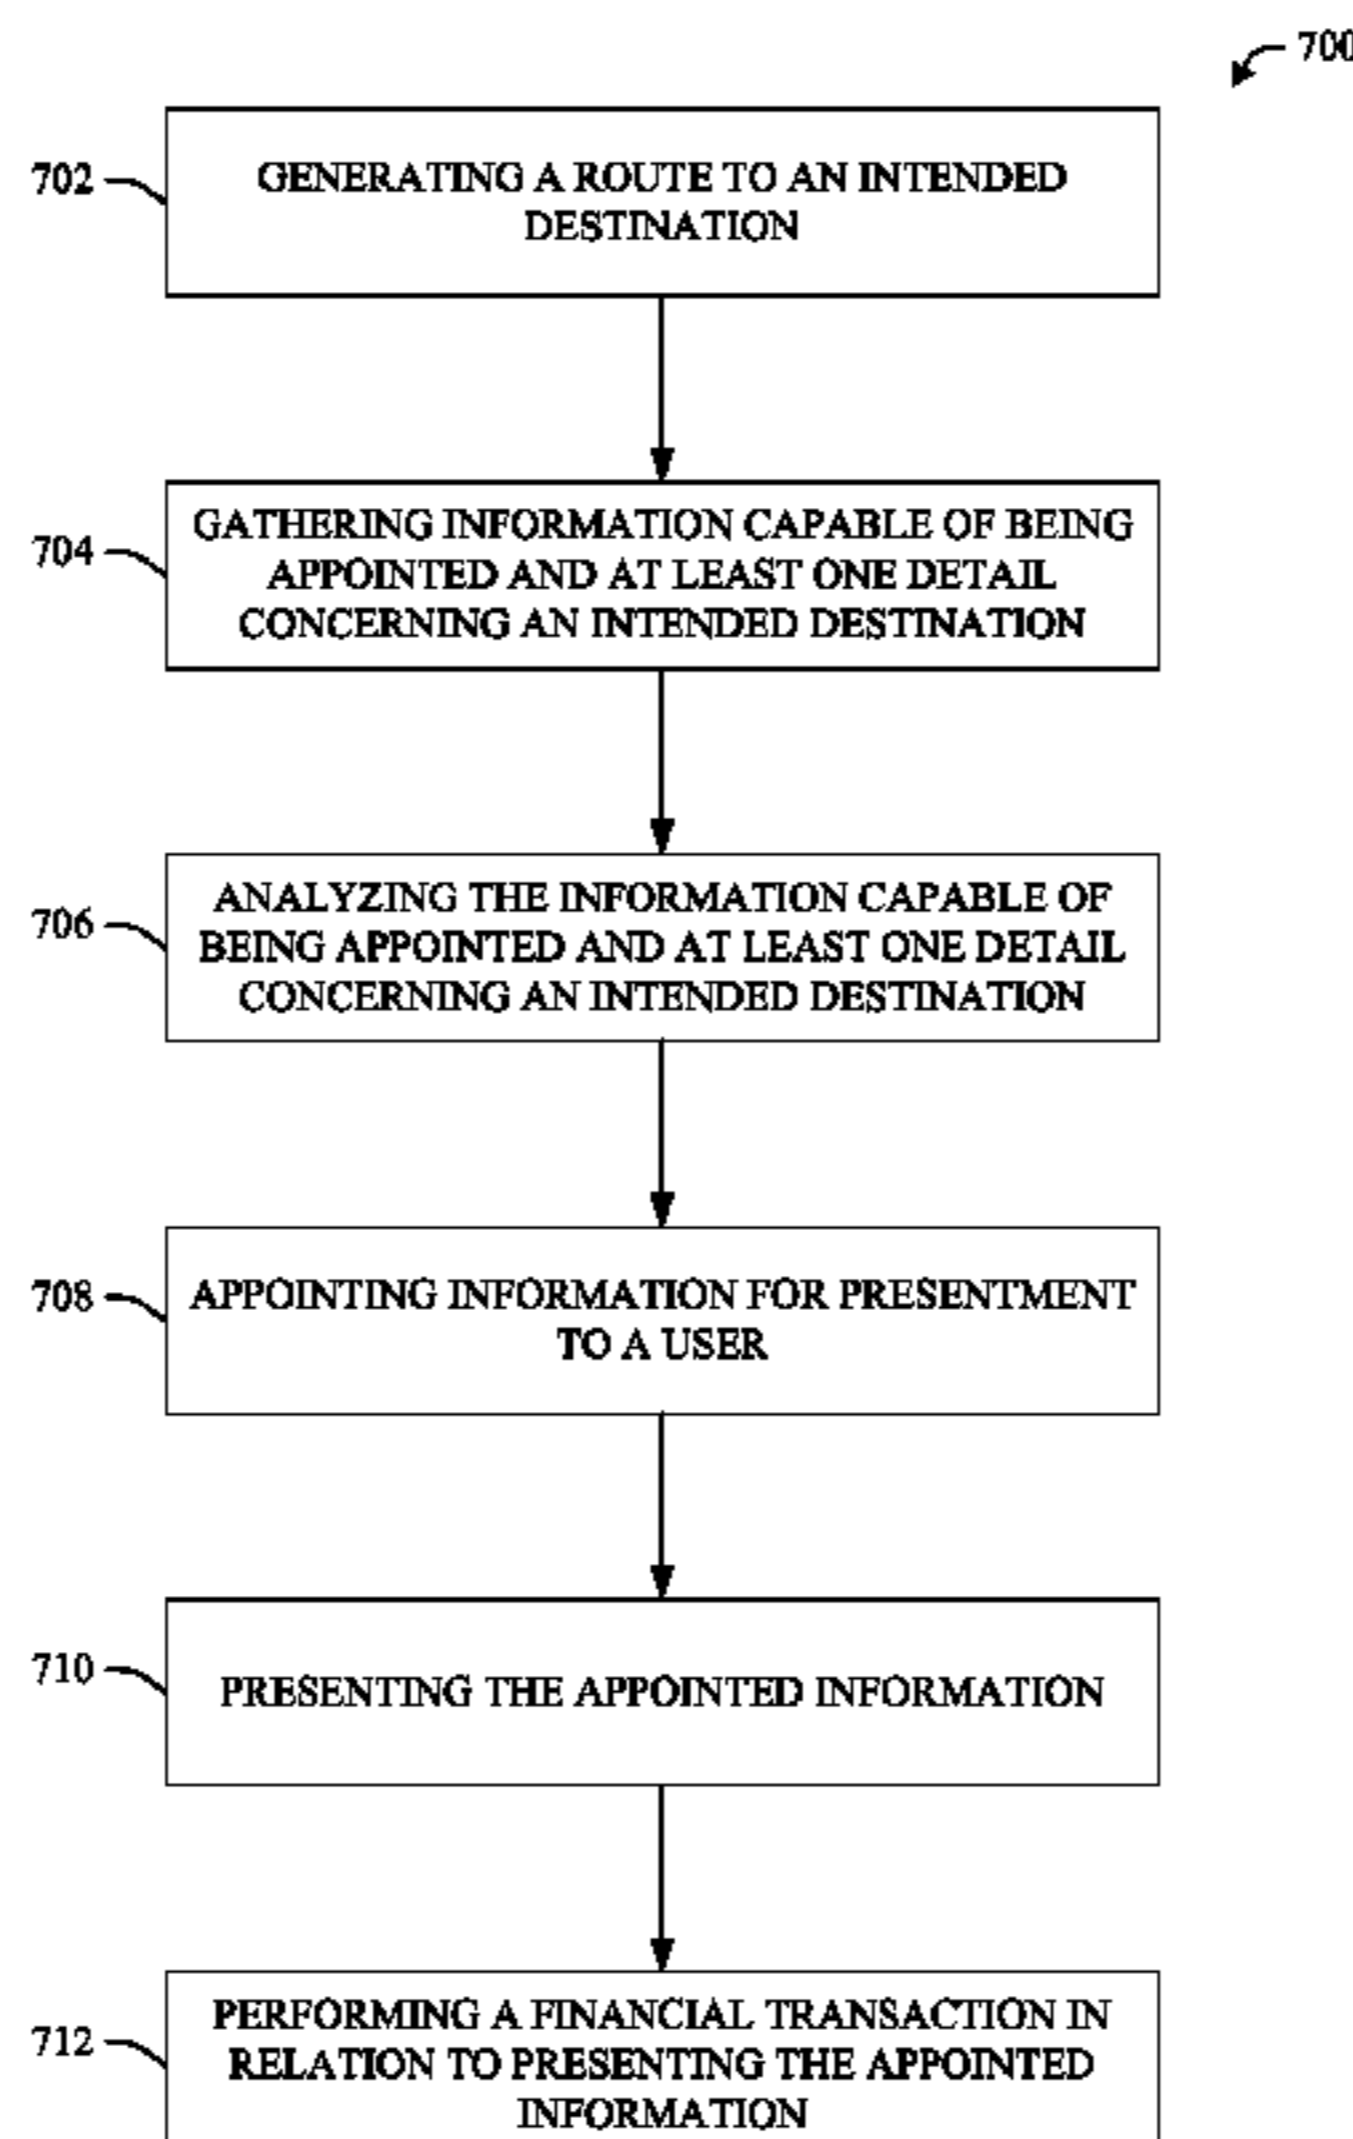 700
702
GENERATING A ROUTE TO AN INTENDED
DESTINATION
704
GATHERING INFORMATION CAPABLE OF BEING
APPOINTED AND AT LEAST ONE DETAIL
CONCERNING AN INTENDED DESTINATION
706
ANALYZING THE INFORMATION CAPABLE OF
BEING APPOINTED AND AT LEAST ONE DETAIL
CONCERNING AN INTENDED DESTINATION
708
APPOINTING INFORMATION FOR PRESENTMENT
TO A USER
710
PRESENTING THE APPOINTED INFORMATION
712
PERFORMING A FINANCIAL TRANSACTION IN
RELATION TO PRESENTING THE APPOINTED
INFORMATION